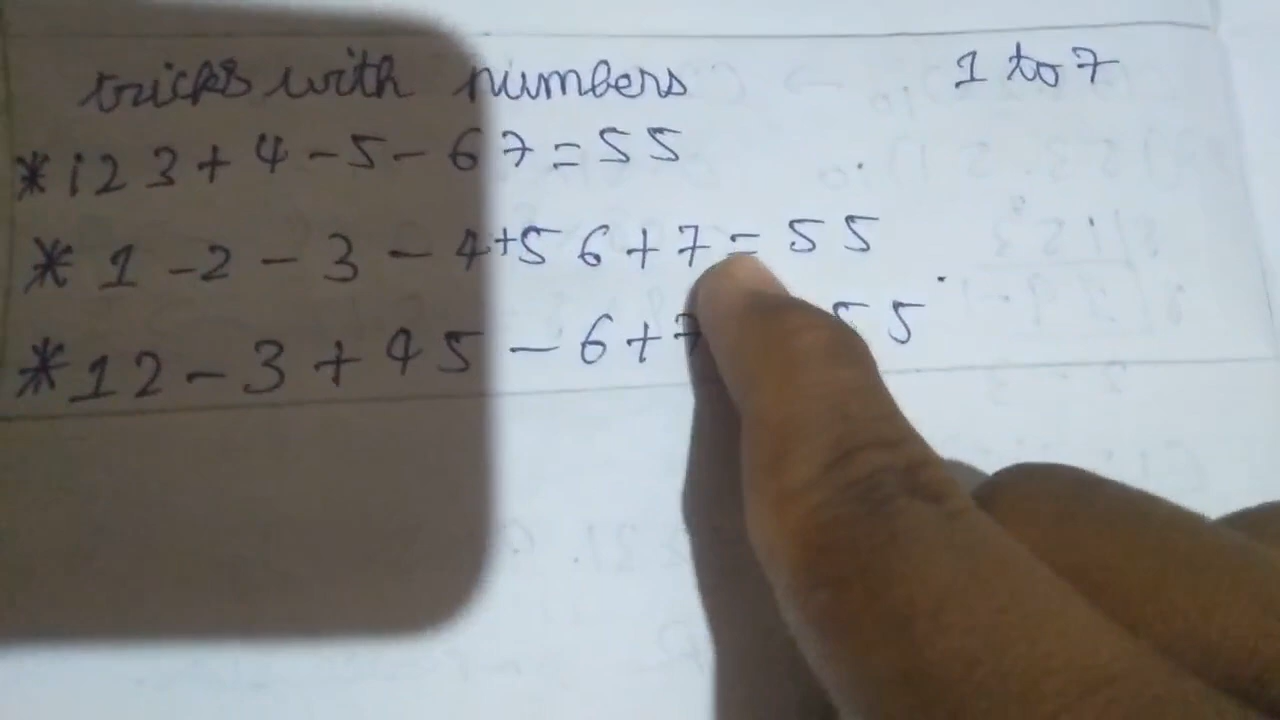 tricks with numbers 1 to 7
*123+4-5-67=55
*1-2-3-4+56+7=55
*12-3+45-6+7 55